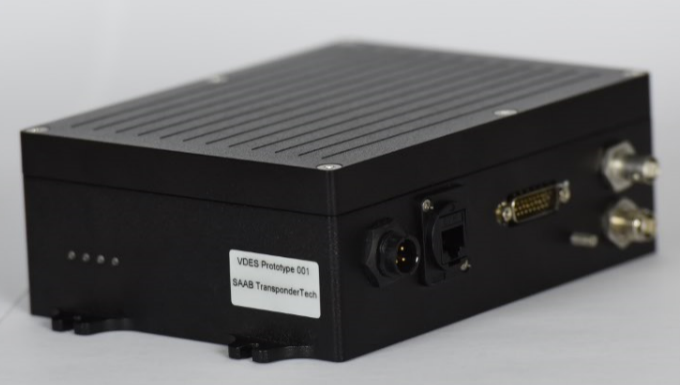 VDES Prototype 001
SAAB TransponderTech